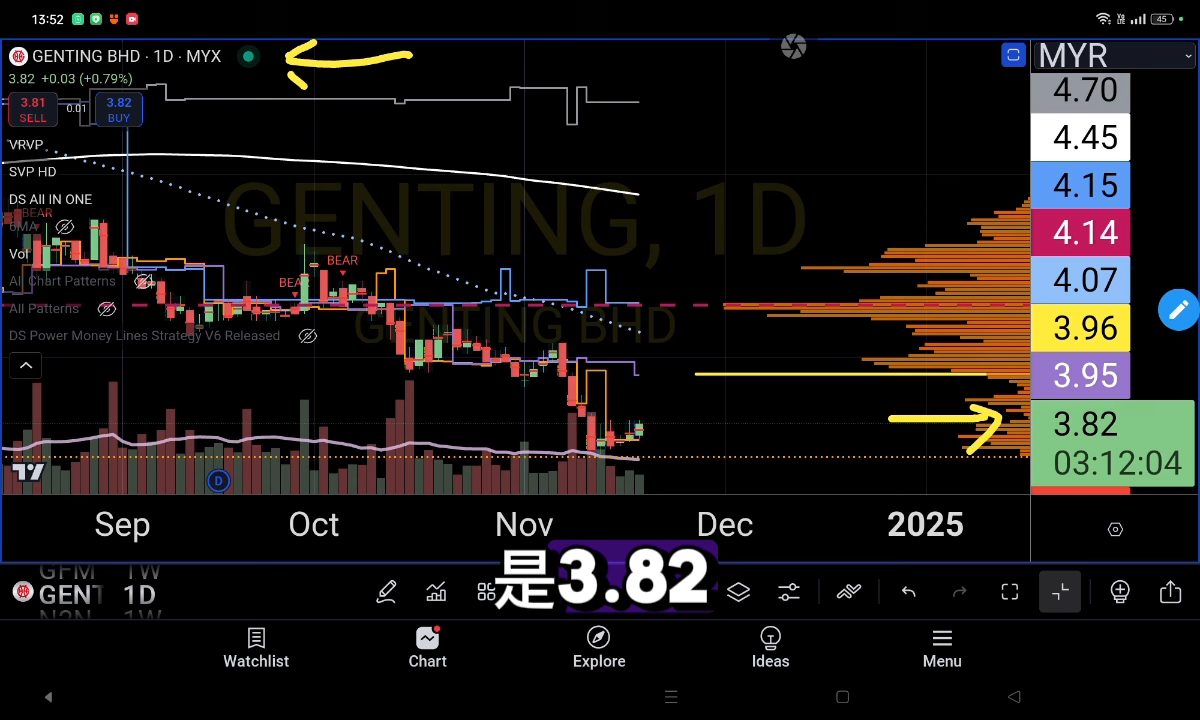 13:52
45
GENTING BHD · 1D · MYX
3.82 +0.03 (+0.79%)
3.81
SELL
0.01
3.82
BUY
VRVP
SVP HD
DS All IN ONE
BEAR
6MA
Vol
All Chart Patterns
All Patterns
DS Power Money Lines Strategy V6 Released
BEAR
BEAR
GENTING, 1D
GENTING BHD
D
MYR
4.70
4.45
4.15
4.14
4.07
3.96
3.95
3.82
03:12:04
Sep Oct Nov Dec 2025
是3.82
GENT 1D
Watchlist
Chart
Explore
Ideas
Menu